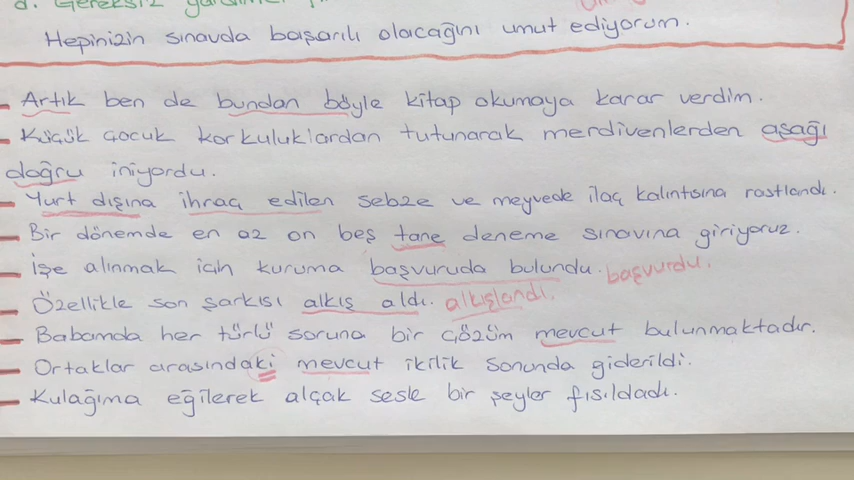 d. Gereksiz
Hepinizin sınavda başarılı olacağını umut ediyorum.
Artık ben de bundan böyle kitap okumaya karar verdim.
Küçük çocuk korkuluklardan tutunarak merdivenlerden aşağı
doğru iniyordu.
Yurt dışına ihraç edilen sebze ve meyvede ilaç kalıntısına rastlandı.
Bir dönemde en az on beş tane deneme sınavına giriyoruz.
İşe alınmak için kuruma başvuruda bulundu. başvurdu.
Özellikle son şarkısı alkış aldı. alkışlandı.
Babamda her türlü soruna bir çözüm mevcut bulunmaktadır.
Ortaklar arasındaki mevcut ikilik sonunda giderildi.
Kulağıma eğilerek alçak sesle bir şeyler fısıldadı.